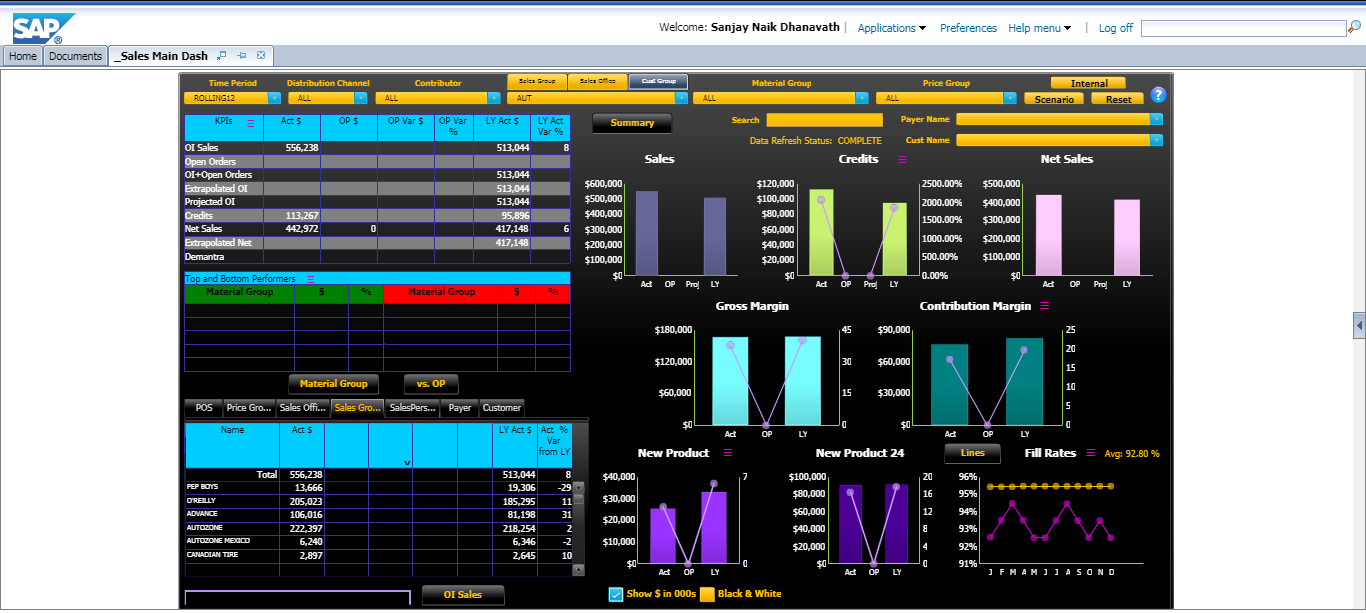 SAP®
Welcome: Sanjay Naik Dhanavath | Applications Preferences Help menu | Log off
Home Documents _Sales Main Dash
Time Period Distribution Channel Contributor Sales Group Sales Office Cust Group Material Group Price Group Internal
ROLLING12 ALL ALL AUT ALL ALL Scenario Reset ?
KPIs Act $ OP $ OP Var $ OP Var % LY Act $ LY Act Var %
OI Sales 556,238 513,044 8
Open Orders
OI+Open Orders 513,044
Extrapolated OI 513,044
Projected OI 513,044
Credits 113,267 95,896
Net Sales 442,972 0 417,148 6
Extrapolated Net 417,148
Demantra
Top and Bottom Performers
Material Group $ % Material Group $ %
Material Group vs. OP
POS Price Gro... Sales Offi... Sales Gro... SalesPers... Payer Customer
Name Act $ LY Act $ Act % Var from LY
Total 556,238 513,044 8
PEP BOYS 13,666 19,306 -29
O'REILLY 205,023 185,295 11
ADVANCE 106,016 81,198 31
AUTOZONE 222,397 218,254 2
AUTOZONE MEXICO 6,240 6,346 -2
CANADIAN TIRE 2,897 2,645 10
OI Sales
Summary Search Payer Name
Data Refresh Status: COMPLETE Cust Name
Sales
$600,000
$500,000
$400,000
$300,000
$200,000
$100,000
$0
Act OP Proj LY
Credits
$120,000 2500.00%
$100,000 2000.00%
$80,000 1500.00%
$60,000 1000.00%
$40,000 500.00%
$20,000 0.00%
$0
Act OP Proj LY
Net Sales
$500,000
$400,000
$300,000
$200,000
$100,000
$0
Act OP Proj LY
Gross Margin
$180,000 45
$120,000 30
$60,000 15
$0 0
Act OP LY
Contribution Margin
$90,000 25
$60,000 20
$30,000 15
$0 10
5
0
Act OP LY
New Product
$40,000 7
$30,000
$20,000
$10,000
$0 0
Act OP LY
New Product 24
$100,000 20
$80,000 16
$60,000 12
$40,000 8
$20,000 4
$0 0
Act OP LY
Lines Fill Rates Avg: 92.80 %
96%
95%
94%
93%
92%
91%
J F M A M J J A S O N D
Show $ in 000s Black & White